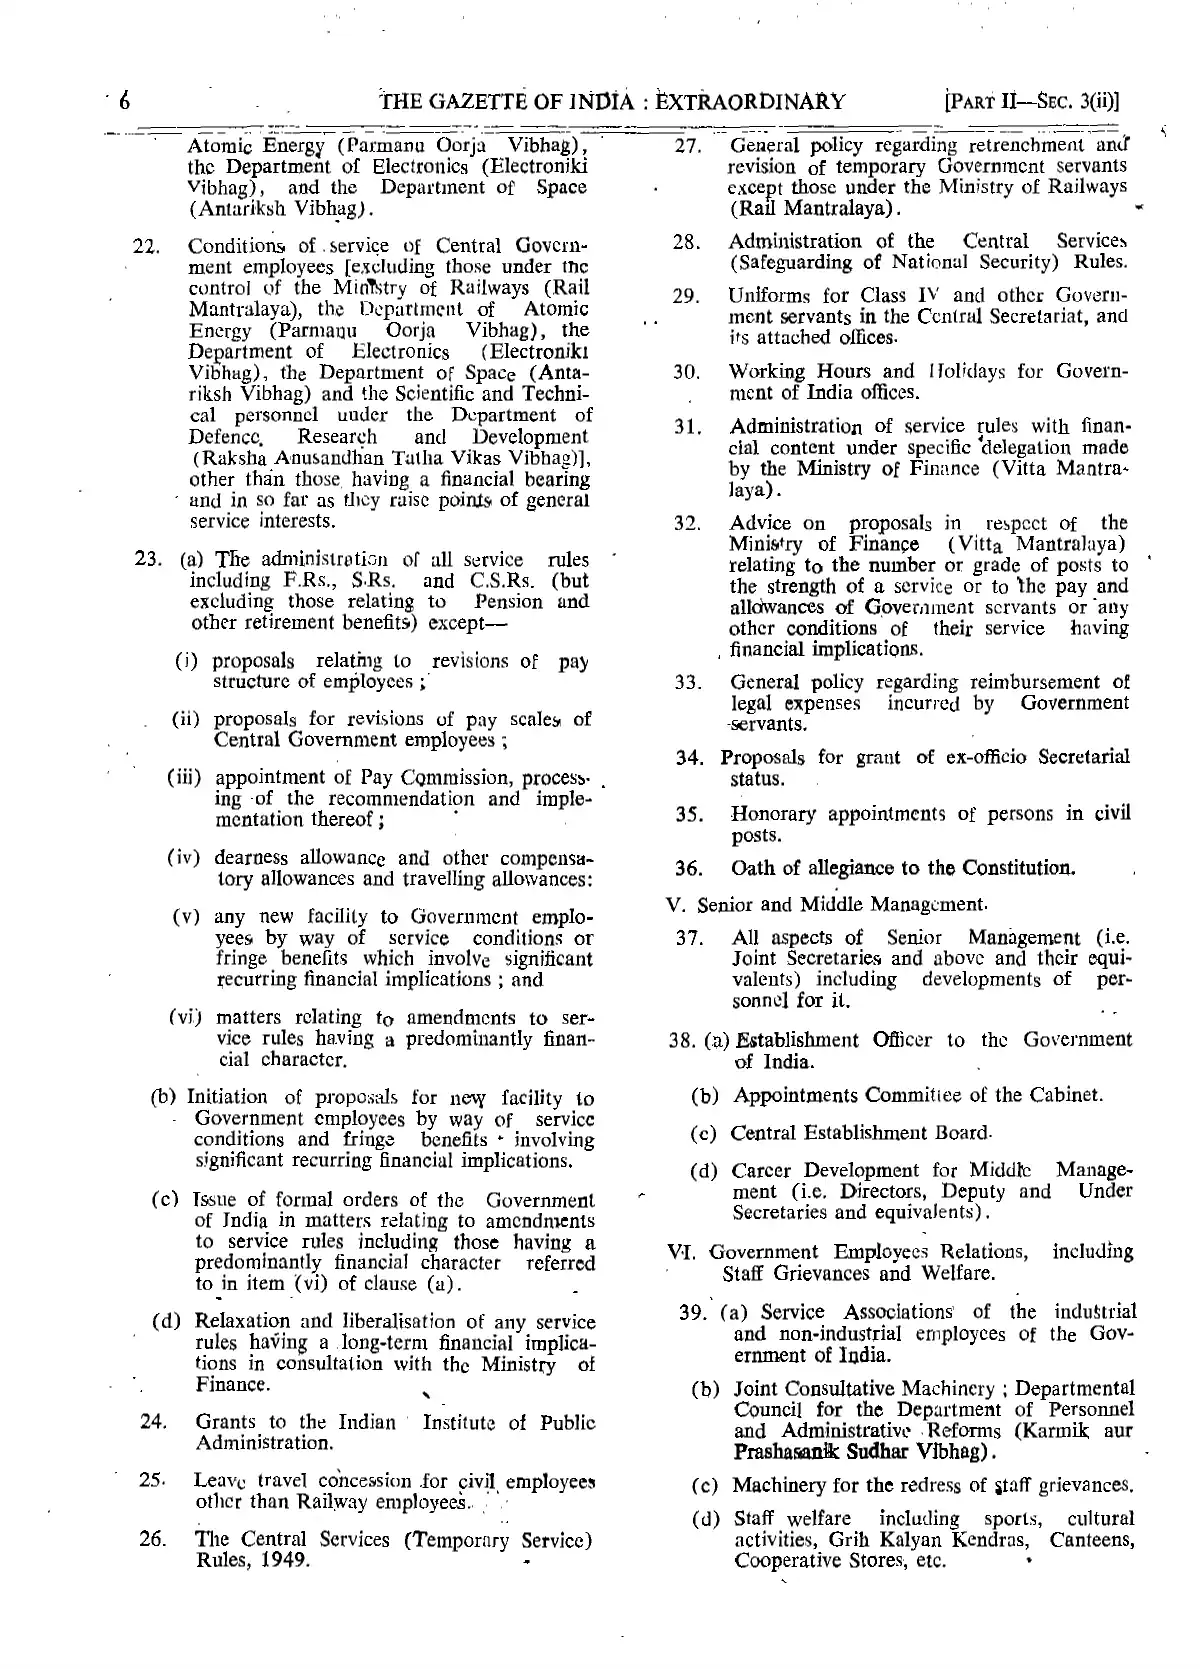 6
THE GAZETTE OF INDIA : EXTRAORDINARY
[PART II—SEC. 3(ii)]
Atomic Energy (Parmanu Oorja Vibhag),
the Department of Electronics (Electroniki
Vibhag), and the Department of Space
(Antariksh Vibhag).
22. Conditions of service of Central Govern-
ment employees [excluding those under the
control of the Ministry of Railways (Rail
Mantralaya), the Department of Atomic
Energy (Parmanu Oorja Vibhag), the
Department of Electronics (Electroniki
Vibhag), the Department of Space (Anta-
riksh Vibhag) and the Scientific and Techni-
cal personnel under the Department of
Defence Research and Development
(Raksha Anusandhan Tatha Vikas Vibhag)],
other than those having a financial bearing
and in so far as they raise points of general
service interests.
23. (a) The administration of all service rules
including F.Rs., S.Rs. and C.S.Rs. (but
excluding those relating to Pension and
other retirement benefits) except—
(i) proposals relating to revisions of pay
structure of employees ;
(ii) proposals for revisions of pay scales of
Central Government employees ;
(iii) appointment of Pay Commission, process-
ing of the recommendation and imple-
mentation thereof ;
(iv) dearness allowance and other compensa-
tory allowances and travelling allowances:
(v) any new facility to Government emplo-
yees by way of service conditions or
fringe benefits which involve significant
recurring financial implications ; and
(vi) matters relating to amendments to ser-
vice rules having a predominantly finan-
cial character.
(b) Initiation of proposals for new facility to
Government employees by way of service
conditions and fringe benefits involving
significant recurring financial implications.
(c) Issue of formal orders of the Government
of India in matters relating to amendments
to service rules including those having a
predominantly financial character referred
to in item (vi) of clause (a).
(d) Relaxation and liberalisation of any service
rules having a long-term financial implica-
tions in consultation with the Ministry of
Finance.
24. Grants to the Indian Institute of Public
Administration.
25. Leave travel concession for civil employees
other than Railway employees.
26. The Central Services (Temporary Service)
Rules, 1949.
27. General policy regarding retrenchment and
revision of temporary Government servants
except those under the Ministry of Railways
(Rail Mantralaya).
28. Administration of the Central Services
(Safeguarding of National Security) Rules.
29. Uniforms for Class IV and other Govern-
ment servants in the Central Secretariat, and
its attached offices.
30. Working Hours and Holidays for Govern-
ment of India offices.
31. Administration of service rules with finan-
cial content under specific delegation made
by the Ministry of Finance (Vitta Mantra-
laya).
32. Advice on proposals in respect of the
Ministry of Finance (Vitta Mantralaya)
relating to the number or grade of posts to
the strength of a service or to the pay and
allowances of Government servants or any
other conditions of their service having
financial implications.
33. General policy regarding reimbursement of
legal expenses incurred by Government
servants.
34. Proposals for grant of ex-officio Secretarial
status.
35. Honorary appointments of persons in civil
posts.
36. Oath of allegiance to the Constitution.
V. Senior and Middle Management.
37. All aspects of Senior Management (i.e.
Joint Secretaries and above and their equi-
valents) including developments of per-
sonnel for it.
38. (a) Establishment Officer to the Government
of India.
(b) Appointments Committee of the Cabinet.
(c) Central Establishment Board.
(d) Career Development for Middle Manage-
ment (i.e. Directors, Deputy and Under
Secretaries and equivalents).
VI. Government Employees Relations, including
Staff Grievances and Welfare.
39. (a) Service Associations of the industrial
and non-industrial employees of the Gov-
ernment of India.
(b) Joint Consultative Machinery ; Departmental
Council for the Department of Personnel
and Administrative Reforms (Karmik aur
Prashasanik Sudhar Vibhag).
(c) Machinery for the redress of staff grievances.
(d) Staff welfare including sports, cultural
activities, Grih Kalyan Kendras, Canteens,
Cooperative Stores, etc.